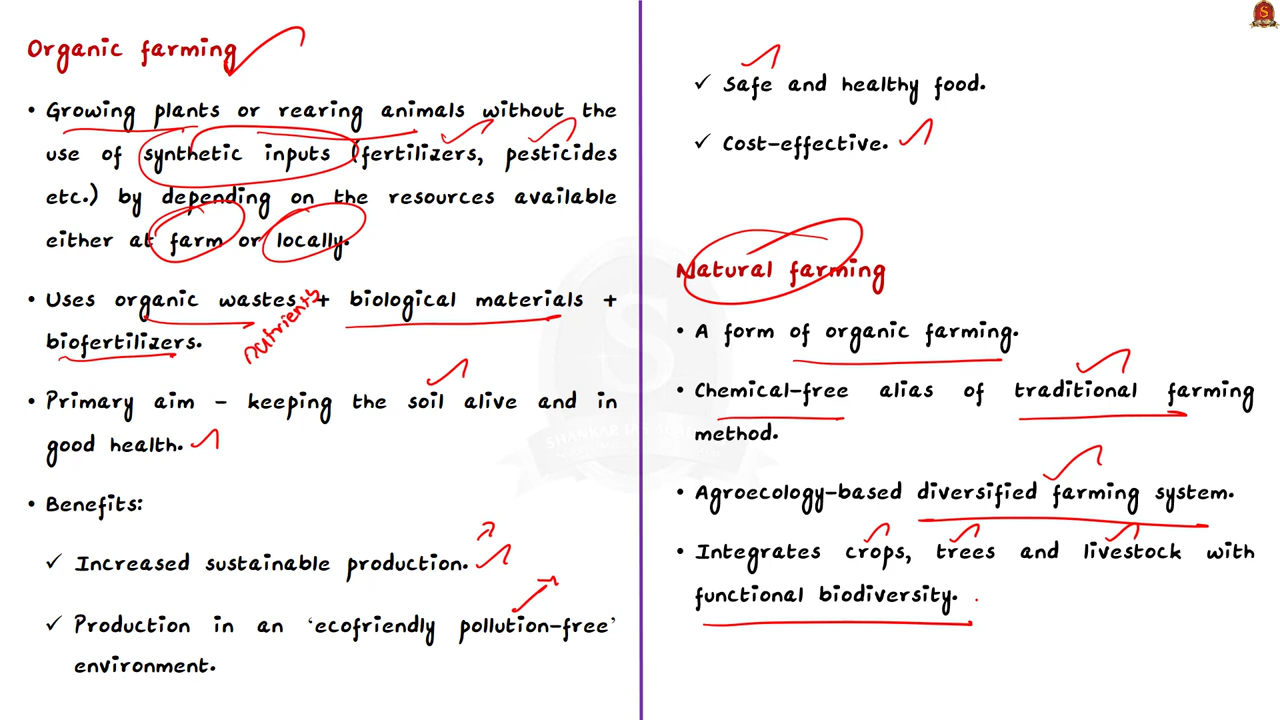 Organic farming
• Growing plants or rearing animals without the
use of synthetic inputs (fertilizers, pesticides
etc.) by depending on the resources available
either at farm or locally.
• Uses organic wastes + biological materials +
nutrients
biofertilizers.
• Primary aim – keeping the soil alive and in
good health.
• Benefits:
✓ Increased sustainable production.
✓ Production in an ‘ecofriendly pollution-free’
environment.
✓ Safe and healthy food.
✓ Cost-effective.
Natural farming
• A form of organic farming.
• Chemical-free alias of traditional farming
method.
• Agroecology-based diversified farming system.
• Integrates crops, trees and livestock with
functional biodiversity.
S